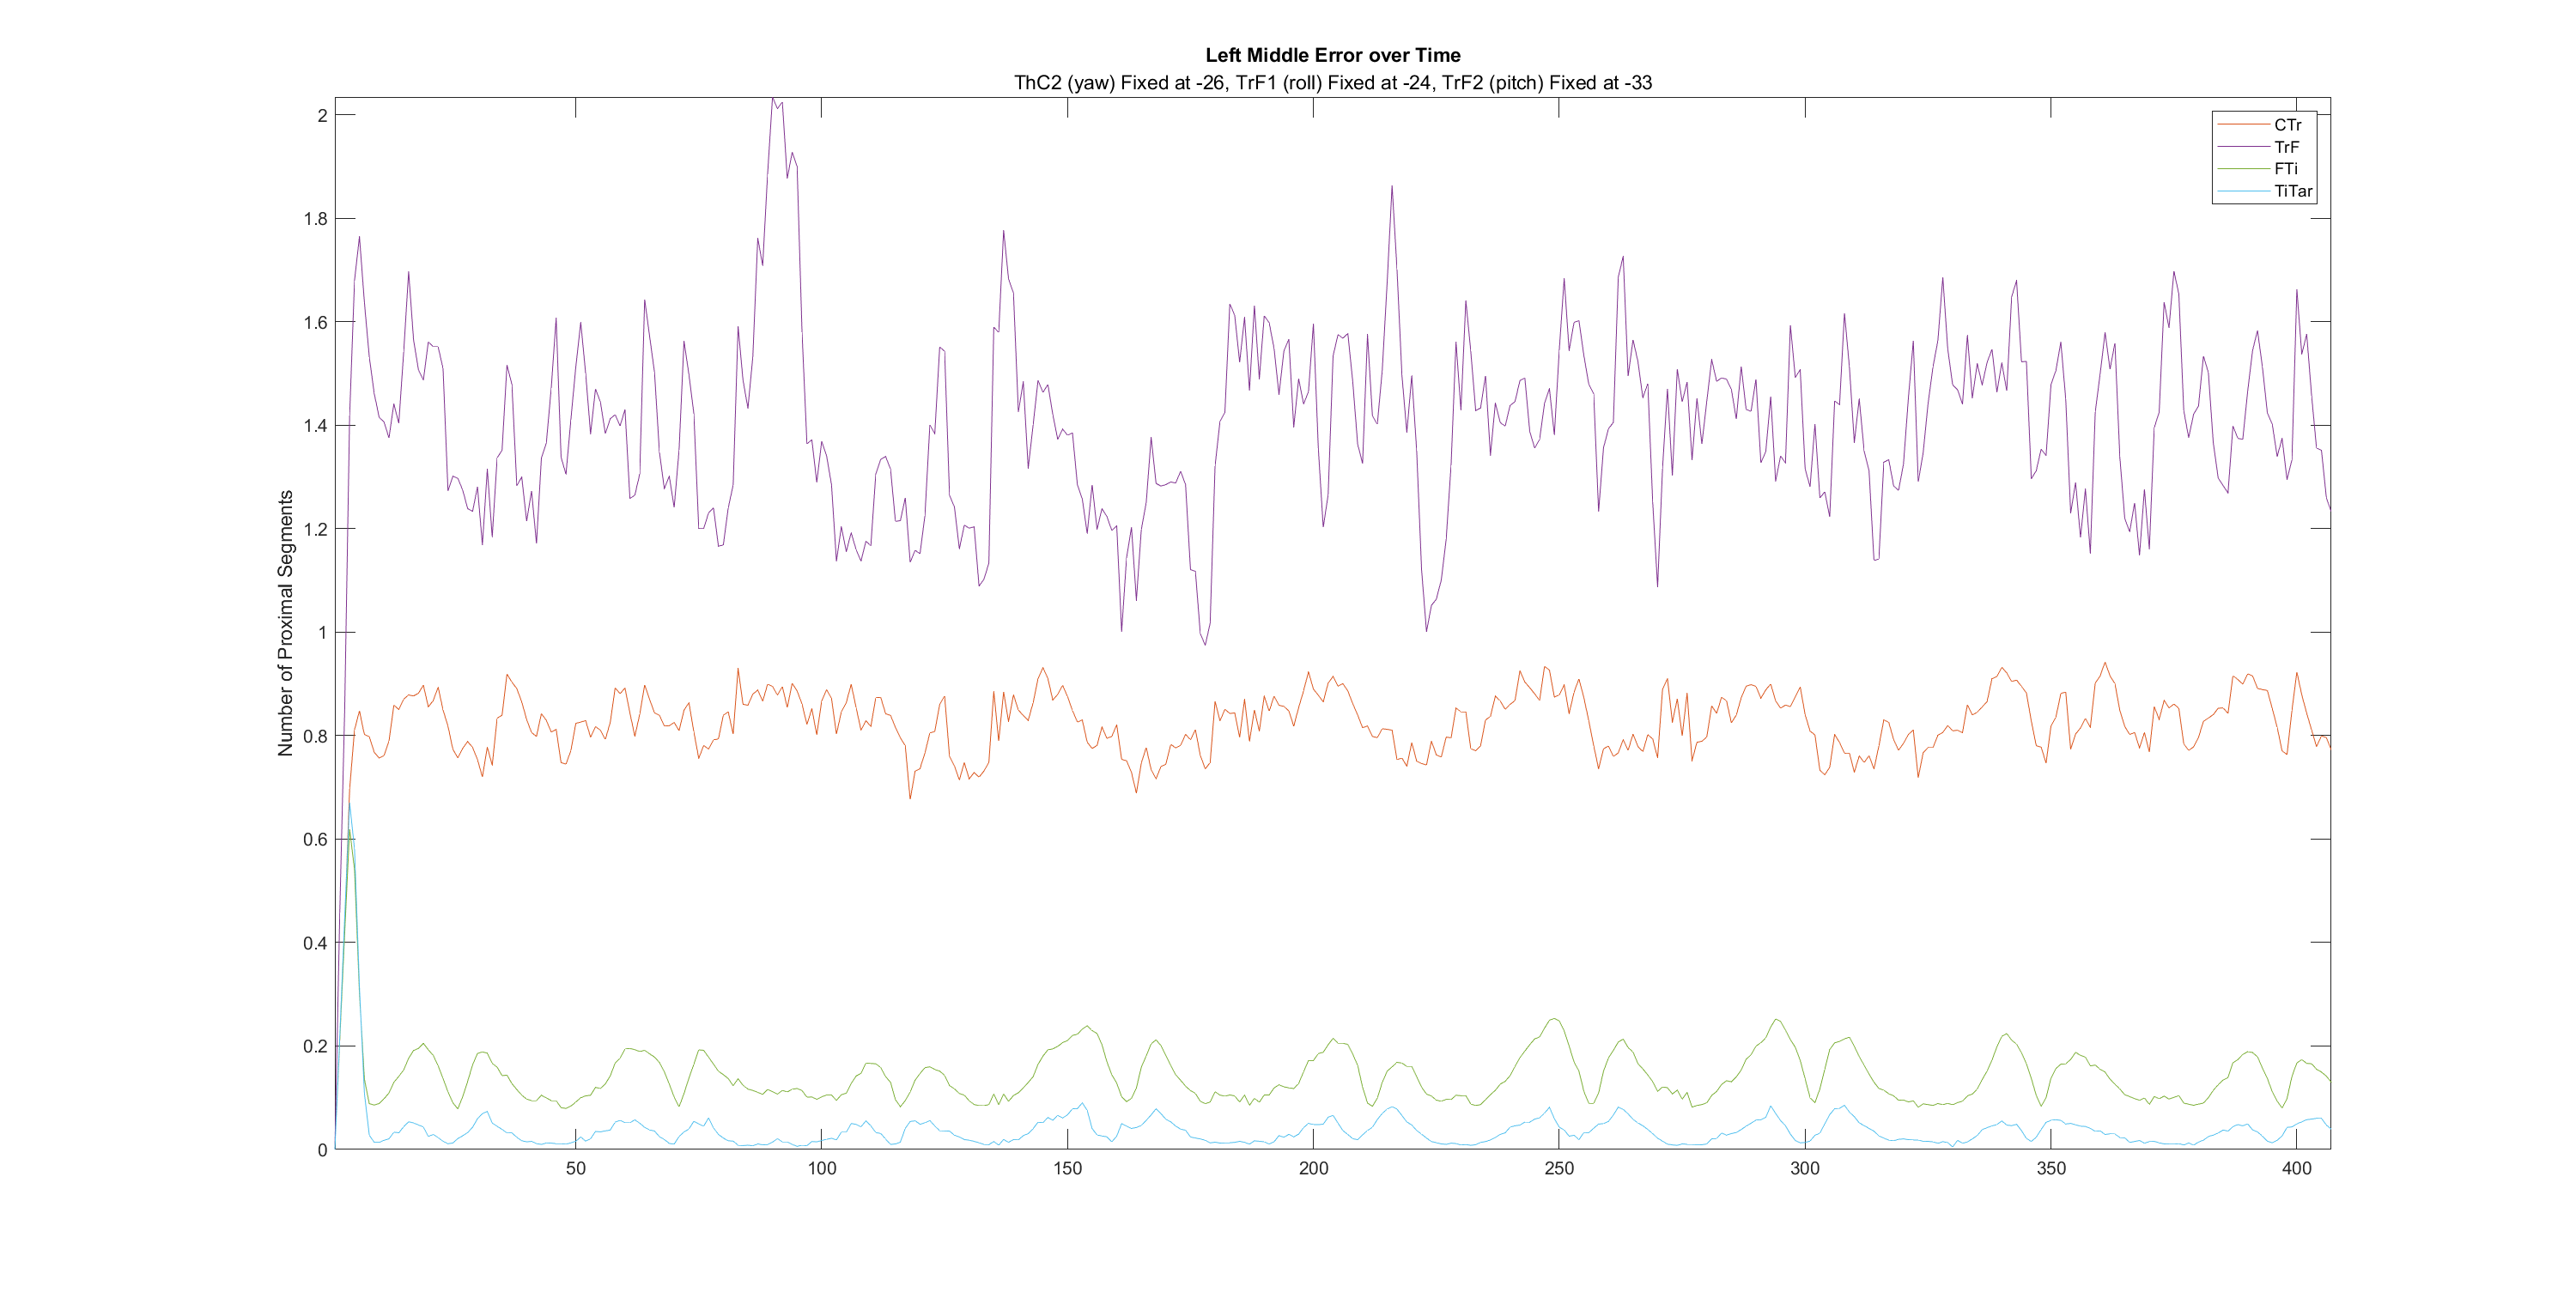 Left Middle Error over Time
ThC2 (yaw) Fixed at -26, TrF1 (roll) Fixed at -24, TrF2 (pitch) Fixed at -33
Number of Proximal Segments
2
1.8
1.6
1.4
1.2
1
0.8
0.6
0.4
0.2
0
50 100 150 200 250 300 350 400
CTr
TrF
FTi
TiTar